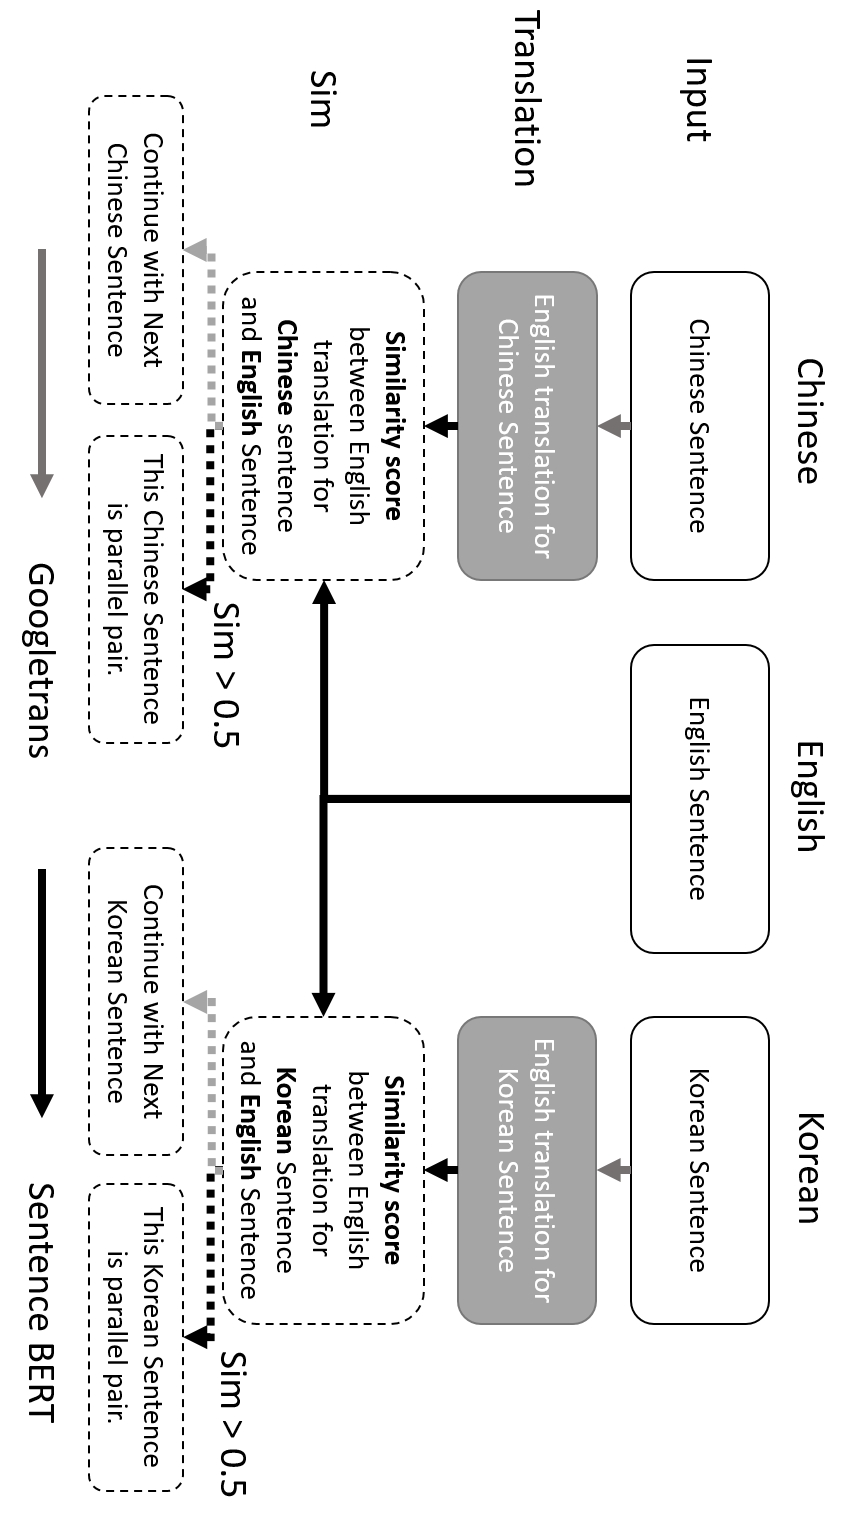 Chinese
English
Korean
Input
Chinese Sentence
English Sentence
Korean Sentence
Translation
English translation for
Chinese Sentence
English translation for
Korean Sentence
Sim
Similarity score
between English
translation for
Chinese sentence
and English Sentence
Similarity score
between English
translation for
Korean Sentence
and English Sentence
Sim > 0.5
Sim > 0.5
Continue with Next
Chinese Sentence
This Chinese Sentence
is parallel pair.
Continue with Next
Korean Sentence
This Korean Sentence
is parallel pair.
Googletrans
Sentence BERT